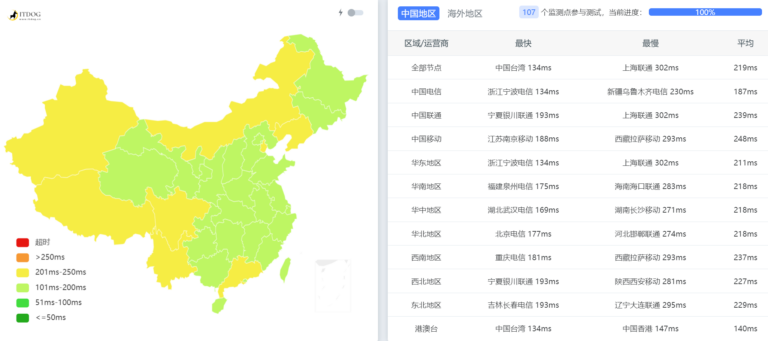 ITDOG
中国地区 海外地区 107 个监测点参与测试，当前进度： 100%
区域/运营商 最快 最慢 平均
全部节点 中国台湾 134ms 上海联通 302ms 219ms
中国电信 浙江宁波电信 134ms 新疆乌鲁木齐电信 230ms 187ms
中国联通 宁夏银川联通 193ms 上海联通 302ms 239ms
中国移动 江苏南京移动 188ms 西藏拉萨移动 293ms 248ms
华东地区 浙江宁波电信 134ms 上海联通 302ms 211ms
华南地区 福建泉州电信 175ms 海南海口联通 283ms 218ms
华中地区 湖北武汉电信 169ms 湖南长沙移动 271ms 218ms
华北地区 北京电信 177ms 河北邯郸联通 274ms 218ms
西南地区 重庆电信 181ms 西藏拉萨移动 293ms 237ms
西北地区 宁夏银川联通 193ms 陕西西安移动 281ms 227ms
东北地区 吉林长春电信 193ms 辽宁大连联通 295ms 229ms
港澳台 中国台湾 134ms 中国香港 147ms 140ms
超时
>250ms
201ms-250ms
101ms-200ms
51ms-100ms
<=50ms